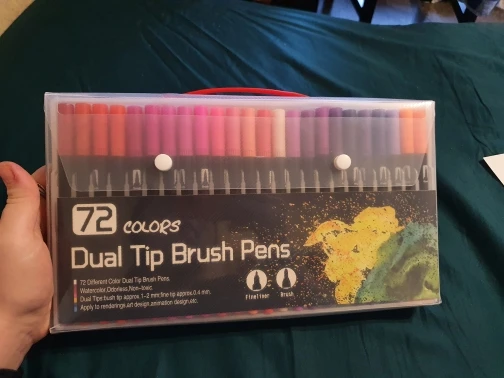 72 COLORS
Dual Tip Brush Pens
72 Different Color Dual Tip Brush Pens
Watercolor,Odorless,Non-toxic
Dual Tips:bush tip approx.1-2 mm;fine tip approx.0.4 mm.
Apply to renderings.art design.animation design,etc.
Fineliner Brush